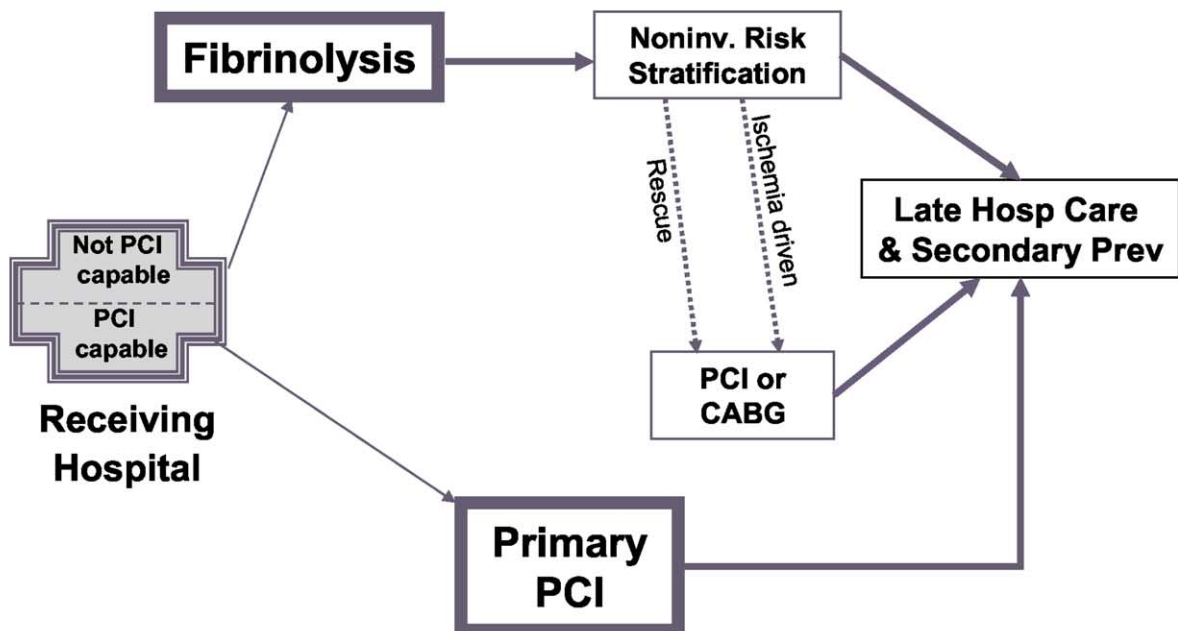 Fibrinolysis
Noninv. Risk
Stratification
Rescue
Ischemia driven
Late Hosp Care
& Secondary Prev
Not PCI
capable
PCI
capable
Receiving
Hospital
PCI or
CABG
Primary
PCI